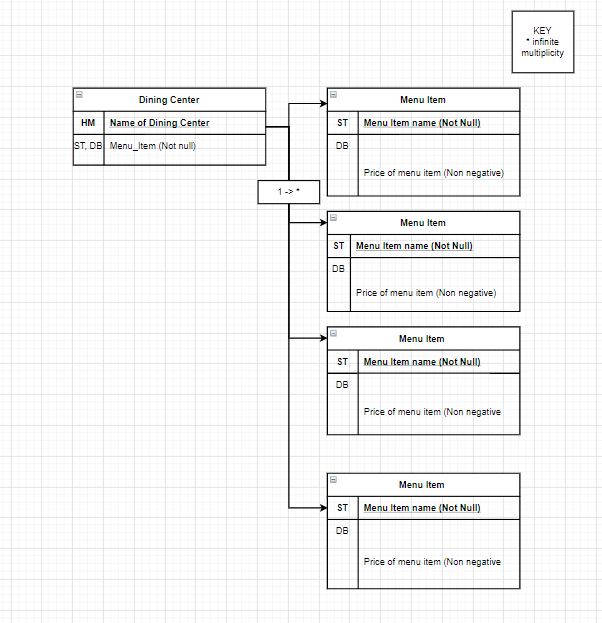 KEY
* infinite
multiplicity
Dining Center
HM Name of Dining Center
ST, DB Menu_Item (Not null)
1 -> *
Menu Item
ST Menu Item name (Not Null)
DB
Price of menu item (Non negative)
Menu Item
ST Menu Item name (Not Null)
DB
Price of menu item (Non negative)
Menu Item
ST Menu Item name (Not Null)
DB
Price of menu item (Non negative
Menu Item
ST Menu Item name (Not Null)
DB
Price of menu item (Non negative